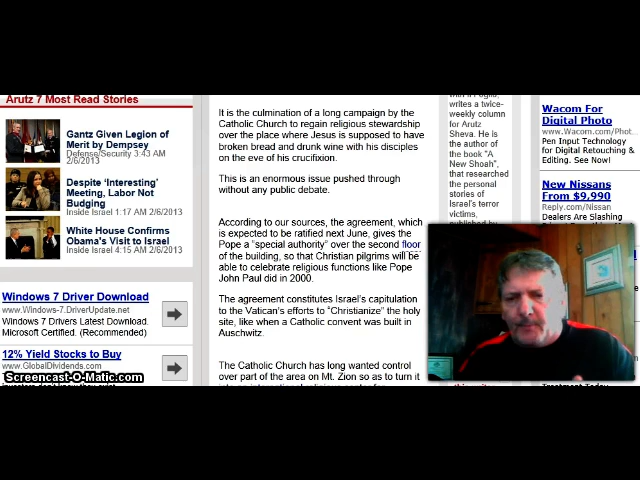 Arutz 7 Most Read Stories
Gantz Given Legion of
Merit by Dempsey
Defense/Security 3:43 AM
2/6/2013
Despite 'Interesting'
Meeting, Labor Not
Budging
Inside Israel 1:17 AM 2/6/2013
White House Confirms
Obama's Visit to Israel
Inside Israel 4:15 AM 2/6/2013
Windows 7 Driver Download
www.Windows-7.DriverUpdate.net
Windows 7 Drivers Latest Download.
Microsoft Certified. (Recommended)
12% Yield Stocks to Buy
www.GlobalDividends.com
Screencast-O-Matic.com
It is the culmination of a long campaign by the
Catholic Church to regain religious stewardship
over the place where Jesus is supposed to have
broken bread and drunk wine with his disciples
on the eve of his crucifixion.
This is an enormous issue pushed through
without any public debate.
According to our sources, the agreement, which
is expected to be ratified next June, gives the
Pope a "special authority" over the second floor
of the building, so that Christian pilgrims will be
able to celebrate religious functions like Pope
John Paul did in 2000.
The agreement constitutes Israel's capitulation
to the Vatican's efforts to "Christianize" the holy
site, like when a Catholic convent was built in
Auschwitz.
The Catholic Church has long wanted control
over part of the area on Mt. Zion so as to turn it
writes a twice-
weekly column
for Arutz
Sheva. He is
the author of
the book "A
New Shoah",
that researched
the personal
stories of
Israel's terror
victims,
published by
Wacom For
Digital Photo
www.Wacom.com/Phot...
Pen Input Technology
for Digital Retouching &
Editing. See Now!
New Nissans
From $9,990
Reply.com/Nissan
Dealers Are Slashing